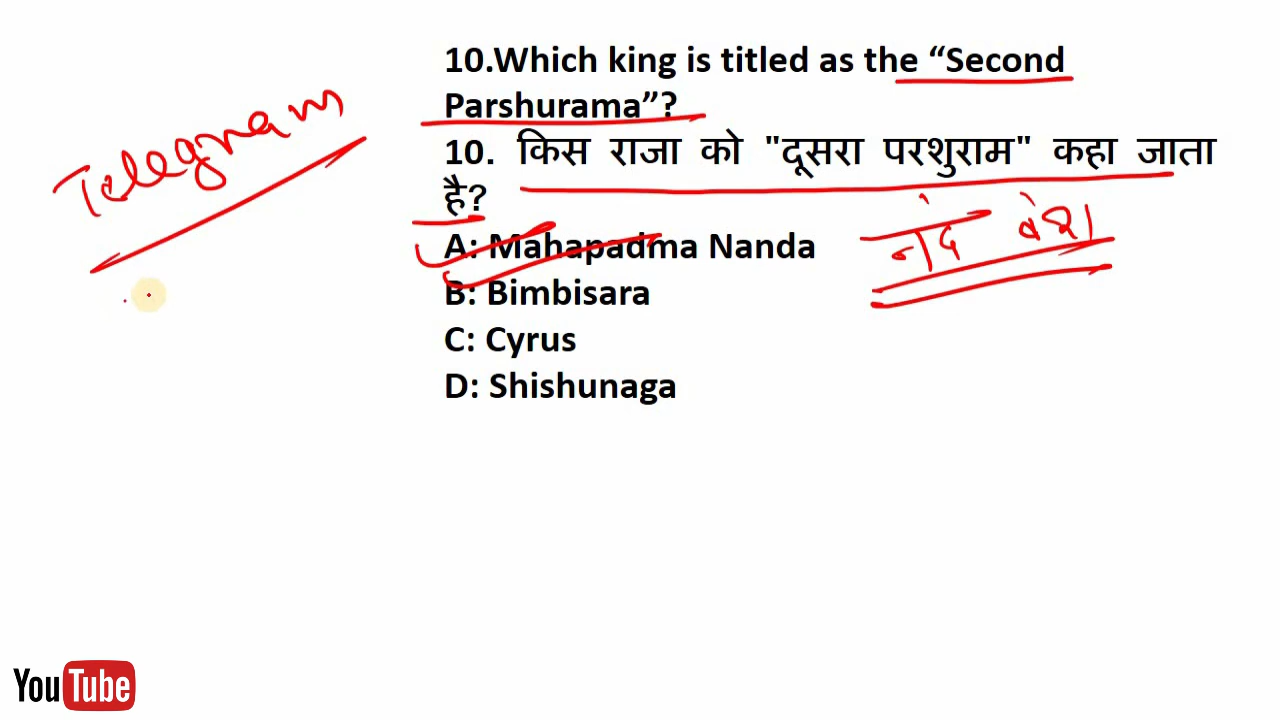 10.Which king is titled as the “Second
Parshurama”?
10. किस राजा को "दूसरा परशुराम" कहा जाता
है?
A: Mahapadma Nanda
नंद वंश
B: Bimbisara
C: Cyrus
D: Shishunaga
Telegram
YouTube